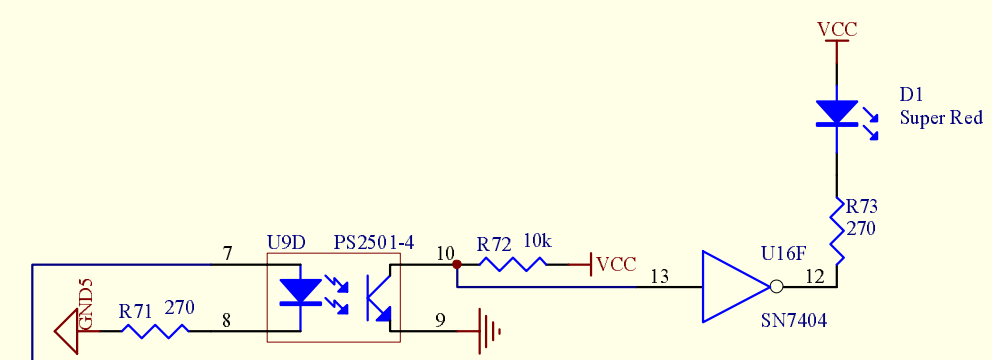 VCC
D1
Super Red
R73
270
U9D PS2501-4
7
10
R72 10k
VCC
U16F
13
12
GND5
R71 270
8
9
SN7404